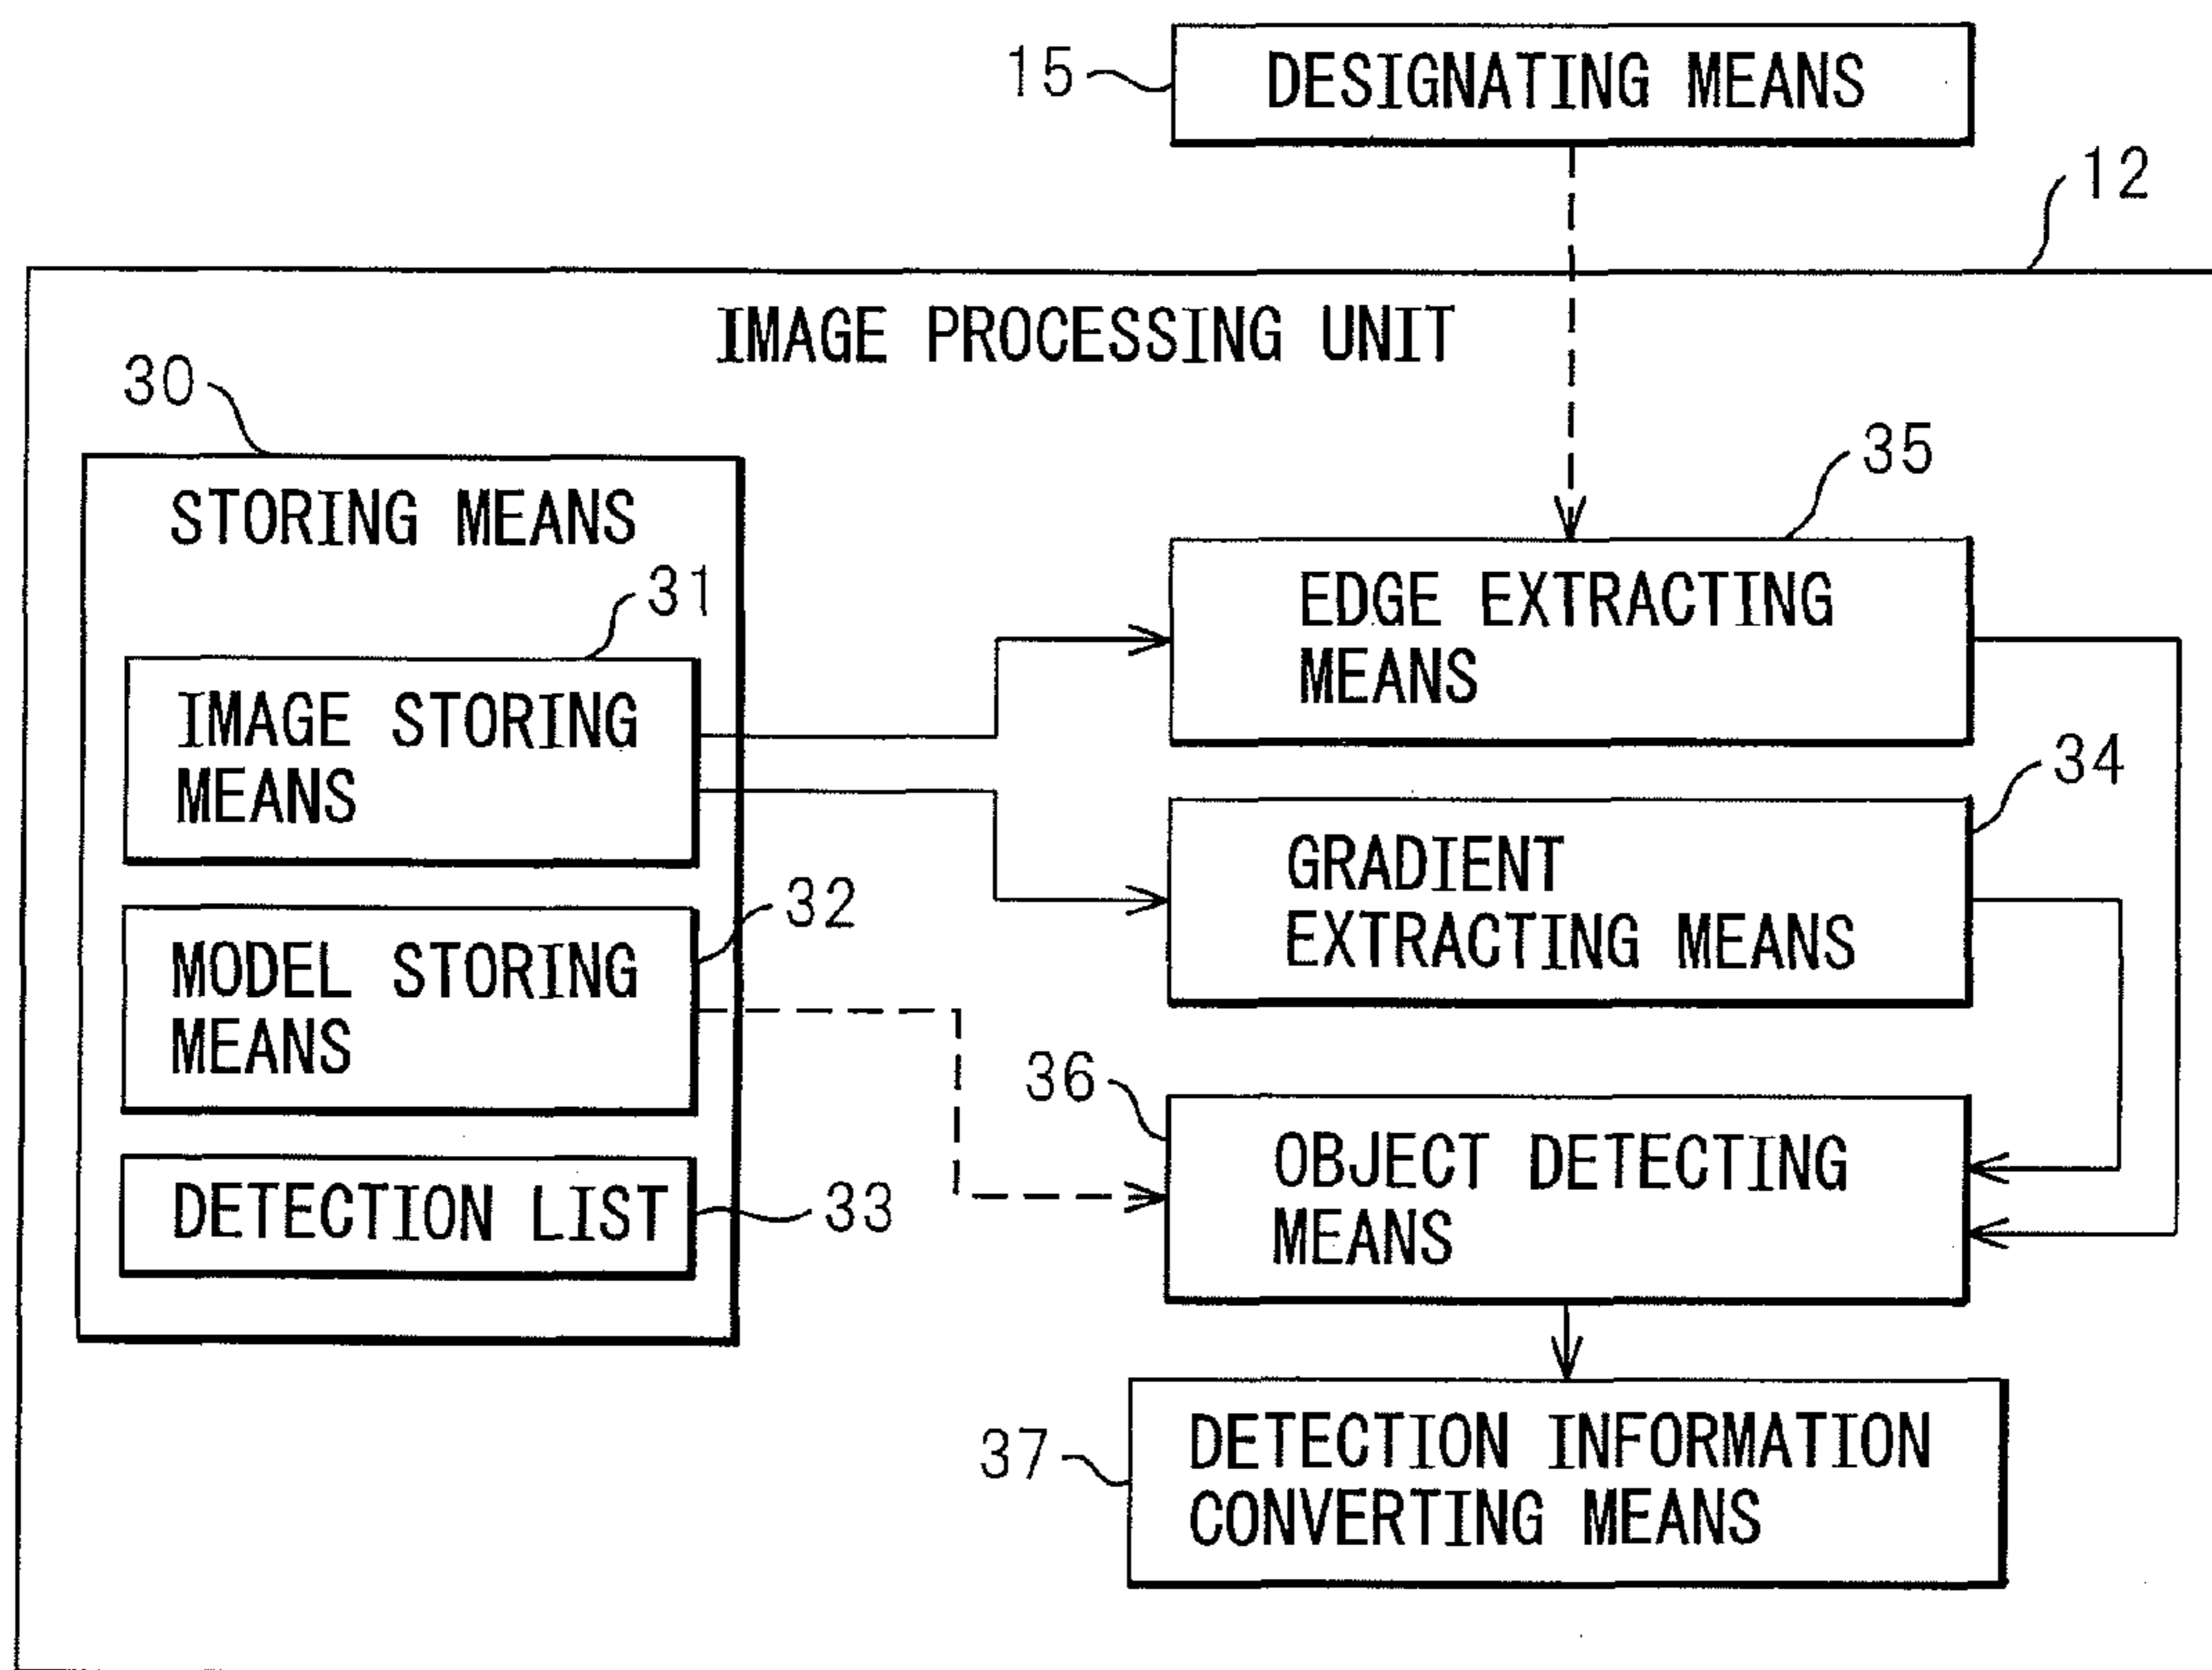 15
DESIGNATING MEANS
12
IMAGE PROCESSING UNIT
30
STORING MEANS
31
IMAGE STORING
MEANS
32
MODEL STORING
MEANS
DETECTION LIST
33
35
EDGE EXTRACTING
MEANS
34
GRADIENT
EXTRACTING MEANS
36
OBJECT DETECTING
MEANS
37
DETECTION INFORMATION
CONVERTING MEANS